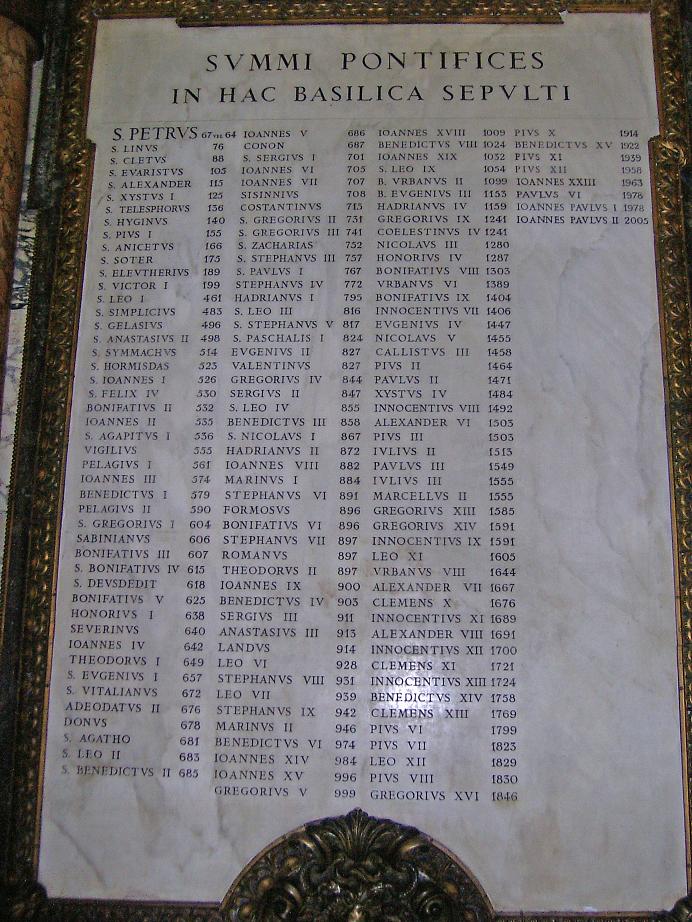 SVMMI PONTIFICES
IN HAC BASILICA SEPVLTI
S. PETRVS 67 VEL 64
S. LINVS 76
S. CLETVS 88
S. EVARISTVS 105
S. ALEXANDER 115
S. XYSTVS I 125
S. TELESPHORVS 136
S. HYGINVS 140
S. PIVS I 155
S. ANICETVS 166
S. SOTER 175
S. ELEVTHERIVS 189
S. VICTOR I 199
S. LEO I 461
S. SIMPLICIVS 483
S. GELASIVS 496
S. ANASTASIVS II 498
S. SYMMACHVS 514
S. HORMISDAS 523
S. IOANNES I 526
S. FELIX IV 530
BONIFATIVS II 532
IOANNES II 535
S. AGAPITVS I 536
VIGILIVS 555
PELAGIVS I 561
IOANNES III 574
BENEDICTVS I 579
PELAGIVS II 590
S. GREGORIVS I 604
SABINIANVS 606
BONIFATIVS III 607
S. BONIFATIVS IV 615
S. DEVSDEDIT 618
BONIFATIVS V 625
HONORIVS I 638
SEVERINVS 640
IOANNES IV 642
THEODORVS I 649
S. EVGENIVS I 657
S. VITALIANVS 672
ADEODATVS II 676
DONVS 678
S. AGATHO 681
S. LEO II 683
S. BENEDICTVS II 685
IOANNES V 686
CONON 687
S. SERGIVS I 701
IOANNES VI 705
IOANNES VII 707
SISINNIVS 708
COSTANTINVS 715
S. GREGORIVS II 731
S. GREGORIVS III 741
S. ZACHARIAS 752
S. STEPHANVS III 757
S. PAVLVS I 767
STEPHANVS IV 772
HADRIANVS I 795
S. LEO III 816
S. STEPHANVS V 817
S. PASCHALIS I 824
EVGENIVS II 827
VALENTINVS 827
GREGORIVS IV 844
SERGIVS II 847
S. LEO IV 855
BENEDICTVS III 858
S. NICOLAVS I 867
HADRIANVS II 872
IOANNES VIII 882
MARINVS I 884
STEPHANVS VI 891
FORMOSVS 896
BONIFATIVS VI 896
STEPHANVS VII 897
ROMANVS 897
THEODORVS II 897
IOANNES IX 900
BENEDICTVS IV 903
SERGIVS III 911
ANASTASIVS III 913
LANDVS 914
LEO VI 928
STEPHANVS VIII 931
LEO VII 939
STEPHANVS IX 942
MARINVS II 946
BENEDICTVS VI 974
IOANNES XIV 984
IOANNES XV 996
GREGORIVS V 999
IOANNES XVIII 1009
BENEDICTVS VIII 1024
IOANNES XIX 1032
S. LEO IX 1054
B. VRBANVS II 1099
B. EVGENIVS III 1153
HADRIANVS IV 1159
GREGORIVS IX 1241
COELESTINVS IV 1241
NICOLAVS III 1280
HONORIVS IV 1287
BONIFATIVS VIII 1303
VRBANVS VI 1389
BONIFATIVS IX 1404
INNOCENTIVS VII 1406
EVGENIVS IV 1447
NICOLAVS V 1455
CALLISTVS III 1458
PIVS II 1464
PAVLVS II 1471
XYSTVS IV 1484
INNOCENTIVS VIII 1492
ALEXANDER VI 1503
PIVS III 1503
IVLIVS II 1513
PAVLVS III 1549
IVLIVS III 1555
MARCELLVS II 1555
GREGORIVS XIII 1585
GREGORIVS XIV 1591
INNOCENTIVS IX 1591
LEO XI 1605
VRBANVS VIII 1644
ALEXANDER VII 1667
CLEMENS X 1676
INNOCENTIVS XI 1689
ALEXANDER VIII 1691
INNOCENTIVS XII 1700
CLEMENS XI 1721
INNOCENTIVS XIII 1724
BENEDICTVS XIV 1758
CLEMENS XIII 1769
PIVS VI 1799
PIVS VII 1823
LEO XII 1829
PIVS VIII 1830
GREGORIVS XVI 1846
PIVS X 1914
BENEDICTVS XV 1922
PIVS XI 1939
PIVS XII 1958
IOANNES XXIII 1963
PAVLVS VI 1978
IOANNES PAVLVS I 1978
IOANNES PAVLVS II 2005